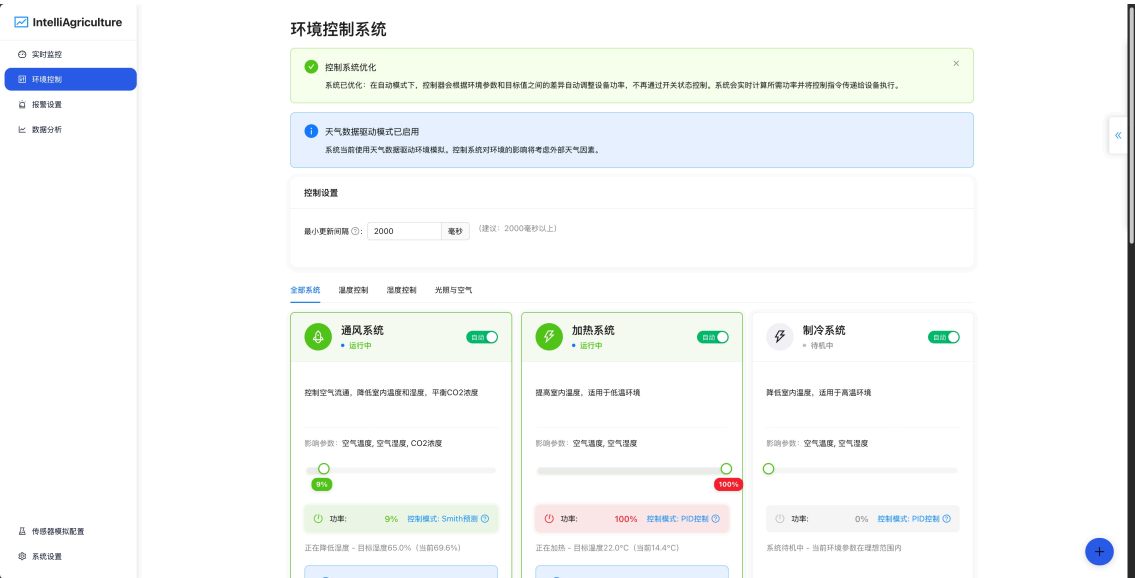 IntelliAgriculture
实时监控
环境控制
报警设置
数据分析
传感器模拟配置
系统设置
环境控制系统
控制系统优化
系统已优化：在自动模式下，控制器会根据环境参数和目标值之间的差异自动调整设备功率，不再通过开关状态控制。系统会实时计算所需功率并将控制指令传递给设备执行。
天气数据驱动模式已启用
系统当前使用天气数据驱动环境模拟。控制系统对环境的影响将考虑外部天气因素。
控制设置
最小更新间隔 ⓘ: 2000 毫秒 (建议: 2000毫秒以上)
全部系统 温度控制 湿度控制 光照与空气
通风系统 自动
运行中
控制空气流通，降低室内温度和湿度，平衡CO2浓度
影响参数: 空气温度, 空气湿度, CO2浓度
9%
功率: 9% 控制模式: Smith预测
正在降低湿度 - 目标湿度65.0%（当前69.6%）
加热系统 自动
运行中
提高室内温度，适用于低温环境
影响参数: 空气温度, 空气湿度
100%
功率: 100% 控制模式: PID控制
正在加热 - 目标温度22.0°C（当前14.4°C）
制冷系统 自动
待机中
降低室内温度，适用于高温环境
影响参数: 空气温度, 空气湿度
功率: 0% 控制模式: PID控制
系统待机中 - 当前环境参数在理想范围内